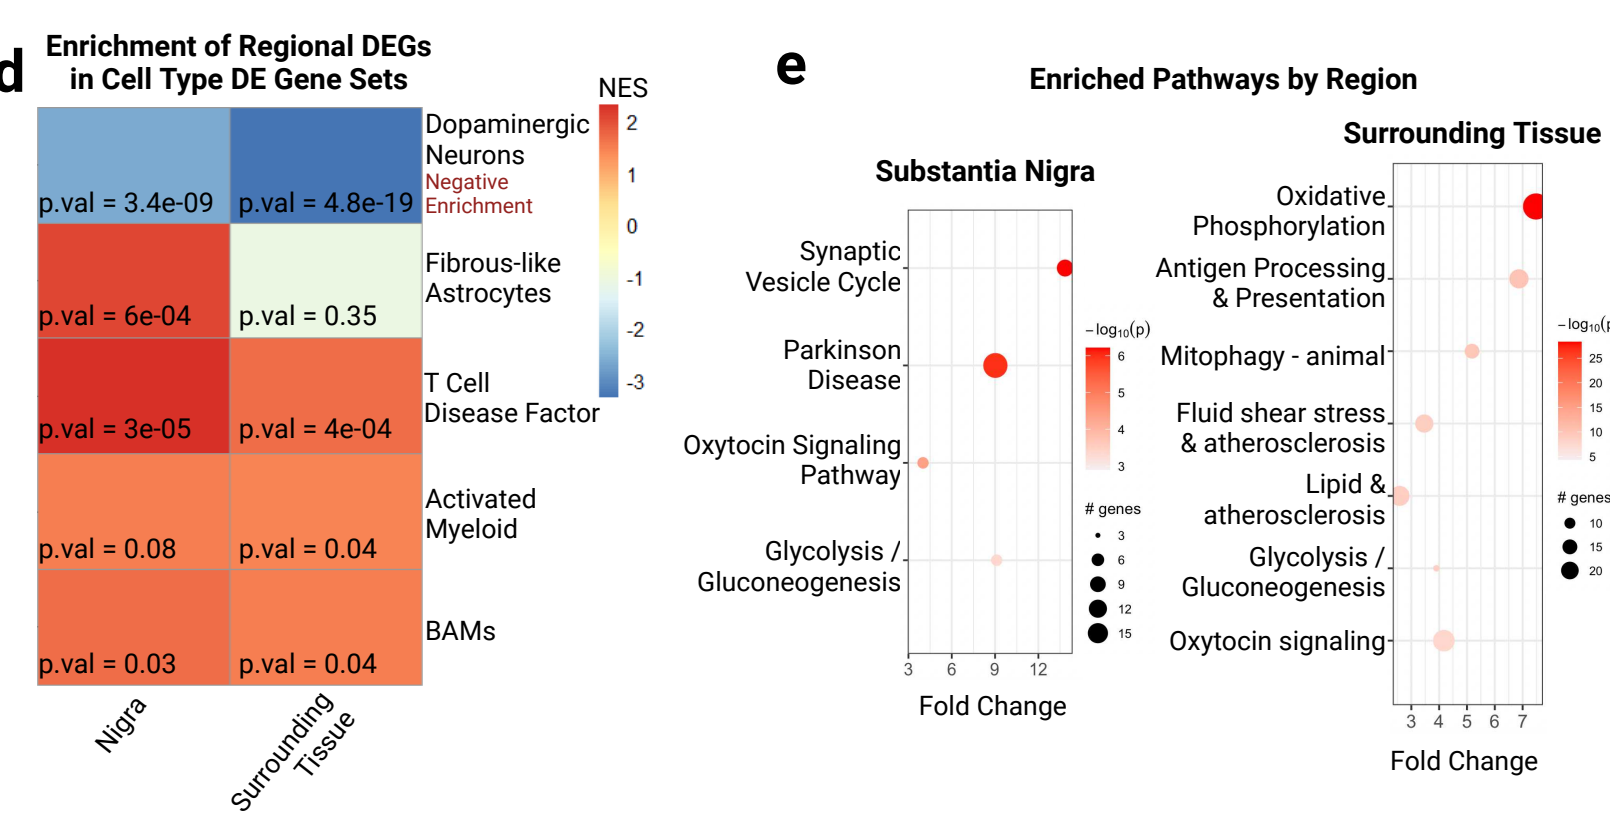 d
Enrichment of Regional DEGs
in Cell Type DE Gene Sets
NES
2
1
0
-1
-2
-3
Dopaminergic
Neurons
Negative
Enrichment
p.val = 3.4e-09
p.val = 4.8e-19
Fibrous-like
Astrocytes
p.val = 6e-04
p.val = 0.35
T Cell
Disease Factor
p.val = 3e-05
p.val = 4e-04
Activated
Myeloid
p.val = 0.08
p.val = 0.04
BAMs
p.val = 0.03
p.val = 0.04
Nigra
Surrounding
Tissue
e
Enriched Pathways by Region
Substantia Nigra
Synaptic
Vesicle Cycle
Parkinson
Disease
Oxytocin Signaling
Pathway
Glycolysis /
Gluconeogenesis
3 6 9 12
Fold Change
−log₁₀(p)
6
5
4
3
# genes
3
6
9
12
15
Surrounding Tissue
Oxidative
Phosphorylation
Antigen Processing
& Presentation
Mitophagy - animal
Fluid shear stress
& atherosclerosis
Lipid &
atherosclerosis
Glycolysis /
Gluconeogenesis
Oxytocin signaling
3 4 5 6 7
Fold Change
−log₁₀(p
25
20
15
10
5
# genes
10
15
20